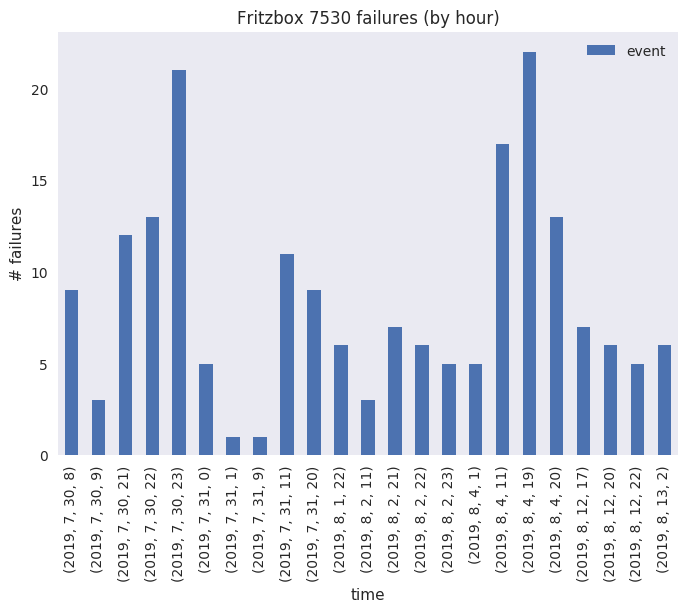 Fritzbox 7530 failures (by hour)
event
# failures
20
15
10
5
0
(2019, 7, 30, 8)
(2019, 7, 30, 9)
(2019, 7, 30, 21)
(2019, 7, 30, 22)
(2019, 7, 30, 23)
(2019, 7, 31, 0)
(2019, 7, 31, 1)
(2019, 7, 31, 9)
(2019, 7, 31, 11)
(2019, 7, 31, 20)
(2019, 8, 1, 22)
(2019, 8, 2, 11)
(2019, 8, 2, 21)
(2019, 8, 2, 22)
(2019, 8, 2, 23)
(2019, 8, 4, 1)
(2019, 8, 4, 11)
(2019, 8, 4, 19)
(2019, 8, 4, 20)
(2019, 8, 12, 17)
(2019, 8, 12, 20)
(2019, 8, 12, 22)
(2019, 8, 13, 2)
time